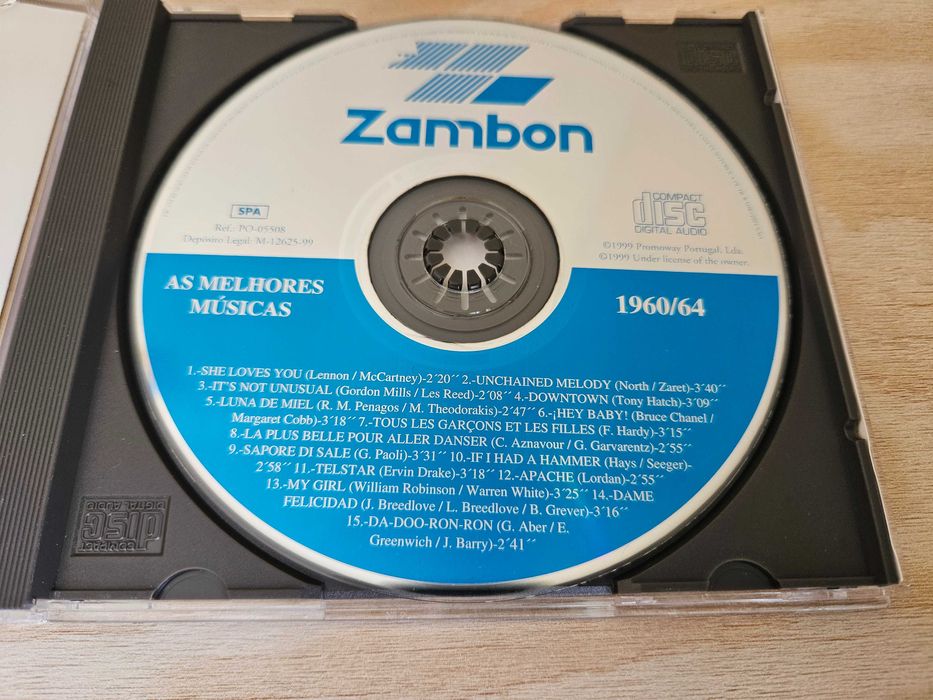 Zambon
SPA
Ref.: PO-05508
Depósito Legal: M-12625-99
COMPACT
disc
DIGITAL AUDIO
©1999 Promoway Portugal, Lda.
©1999 Under license of the owner.
AS MELHORES
MÚSICAS
1960/64
1.-SHE LOVES YOU (Lennon / McCartney)-2´20´´ 2.-UNCHAINED MELODY (North / Zaret)-3´40´´
3.-IT'S NOT UNUSUAL (Gordon Mills / Les Reed)-2´08´´ 4.-DOWNTOWN (Tony Hatch)-3´09´´
5.-LUNA DE MIEL (R. M. Penagos / M. Theodorakis)-2´47´´ 6.-¡HEY BABY! (Bruce Chanel /
Margaret Cobb)-3´18´´ 7.-TOUS LES GARÇONS ET LES FILLES (F. Hardy)-3´15´´
8.-LA PLUS BELLE POUR ALLER DANSER (C. Aznavour / G. Garvarentz)-2´55´´
9.-SAPORE DI SALE (G. Paoli)-3´31´´ 10.-IF I HAD A HAMMER (Hays / Seeger)-
2´58´´ 11.-TELSTAR (Ervin Drake)-3´18´´ 12.-APACHE (Lordan)-2´55´´
13.-MY GIRL (William Robinson / Warren White)-3´25´´ 14.-DAME
FELICIDAD (J. Breedlove / L. Breedlove / B. Grever)-3´16´´
15.-DA-DOO-RON-RON (G. Aber / E.
Greenwich / J. Barry)-2´41´´
COMPACT
disc
DIGITAL AUDIO